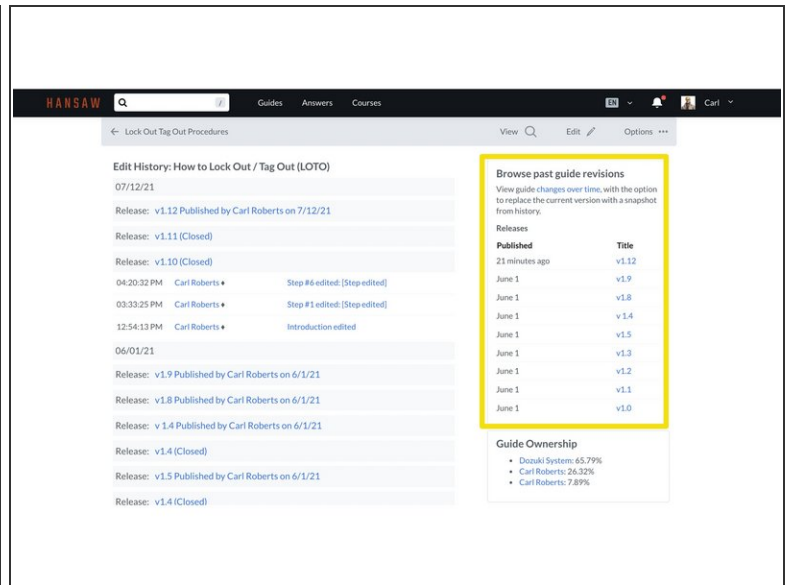 HANSAW
/
Guides Answers Courses
EN
Carl
← Lock Out Tag Out Procedures
View
Edit
Options •••
Edit History: How to Lock Out / Tag Out (LOTO)
07/12/21
Release: v1.12 Published by Carl Roberts on 7/12/21
Release: v1.11 (Closed)
Release: v1.10 (Closed)
04:20:32 PM Carl Roberts ♦ Step #6 edited: [Step edited]
03:33:25 PM Carl Roberts ♦ Step #1 edited: [Step edited]
12:54:13 PM Carl Roberts ♦ Introduction edited
06/01/21
Release: v1.9 Published by Carl Roberts on 6/1/21
Release: v1.8 Published by Carl Roberts on 6/1/21
Release: v 1.4 Published by Carl Roberts on 6/1/21
Release: v1.4 (Closed)
Release: v1.5 Published by Carl Roberts on 6/1/21
Release: v1.4 (Closed)
Browse past guide revisions
View guide changes over time, with the option
to replace the current version with a snapshot
from history.
Releases
Published Title
21 minutes ago v1.12
June 1 v1.9
June 1 v1.8
June 1 v 1.4
June 1 v1.5
June 1 v1.3
June 1 v1.2
June 1 v1.1
June 1 v1.0
Guide Ownership
• Dozuki System: 65.79%
• Carl Roberts: 26.32%
• Carl Roberts: 7.89%